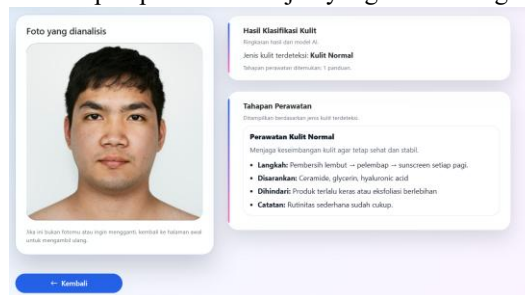 Foto yang dianalisis
Jika ini bukan fotomu atau ingin mengganti, kembali ke halaman awal
untuk mengambil ulang.
← Kembali
Hasil Klasifikasi Kulit
Ringkasan hasil dari model AI.
Jenis kulit terdeteksi: Kulit Normal
Tahapan perawatan ditemukan: 1 panduan.
Tahapan Perawatan
Ditampilkan berdasarkan jenis kulit terdeteksi.
Perawatan Kulit Normal
Menjaga keseimbangan kulit agar tetap sehat dan stabil.
• Langkah: Pembersih lembut → pelembap → sunscreen setiap pagi.
• Disarankan: Ceramide, glycerin, hyaluronic acid
• Dihindari: Produk terlalu keras atau eksfoliasi berlebihan
• Catatan: Rutinitas sederhana sudah cukup.